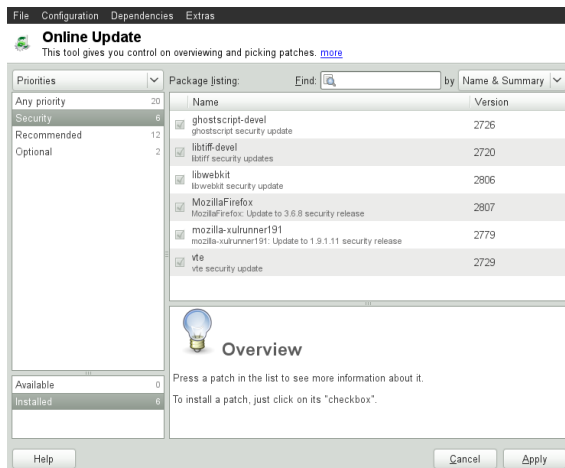 File Configuration Dependencies Extras
Online Update
This tool gives you control on overviewing and picking patches. more
Priorities
Any priority 20
Security 6
Recommended 12
Optional 2
Available 0
Installed 6
Package listing: Find: by Name & Summary
Name Version
ghostscript-devel 2726
ghostscript security update
libtiff-devel 2720
libtiff security updates
libwebkit 2806
libwebkit security update
MozillaFirefox 2807
MozillaFirefox: Update to 3.6.8 security release
mozilla-xulrunner191 2779
mozilla-xulrunner191: Update to 1.9.1.11 security release
vte 2729
vte security update
Overview
Press a patch in the list to see more information about it.
To install a patch, just click on its "checkbox".
Help Cancel Apply